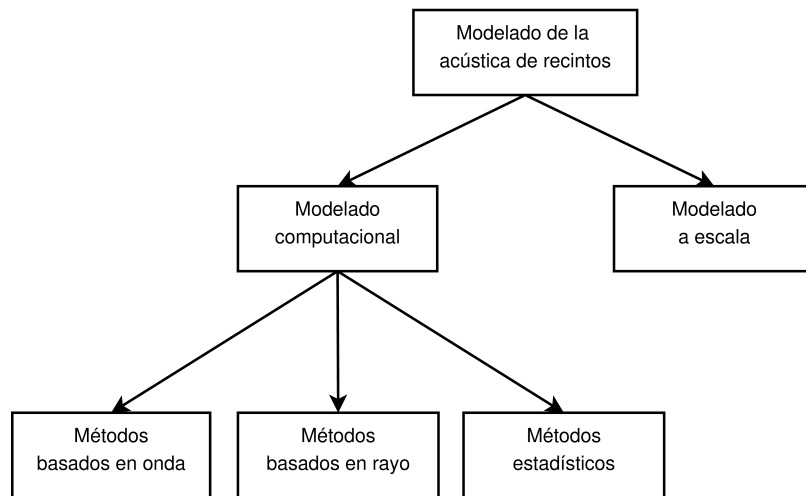 Modelado de la
acústica de recintos
Modelado
computacional
Modelado
a escala
Métodos
basados en onda
Métodos
basados en rayo
Métodos
estadísticos